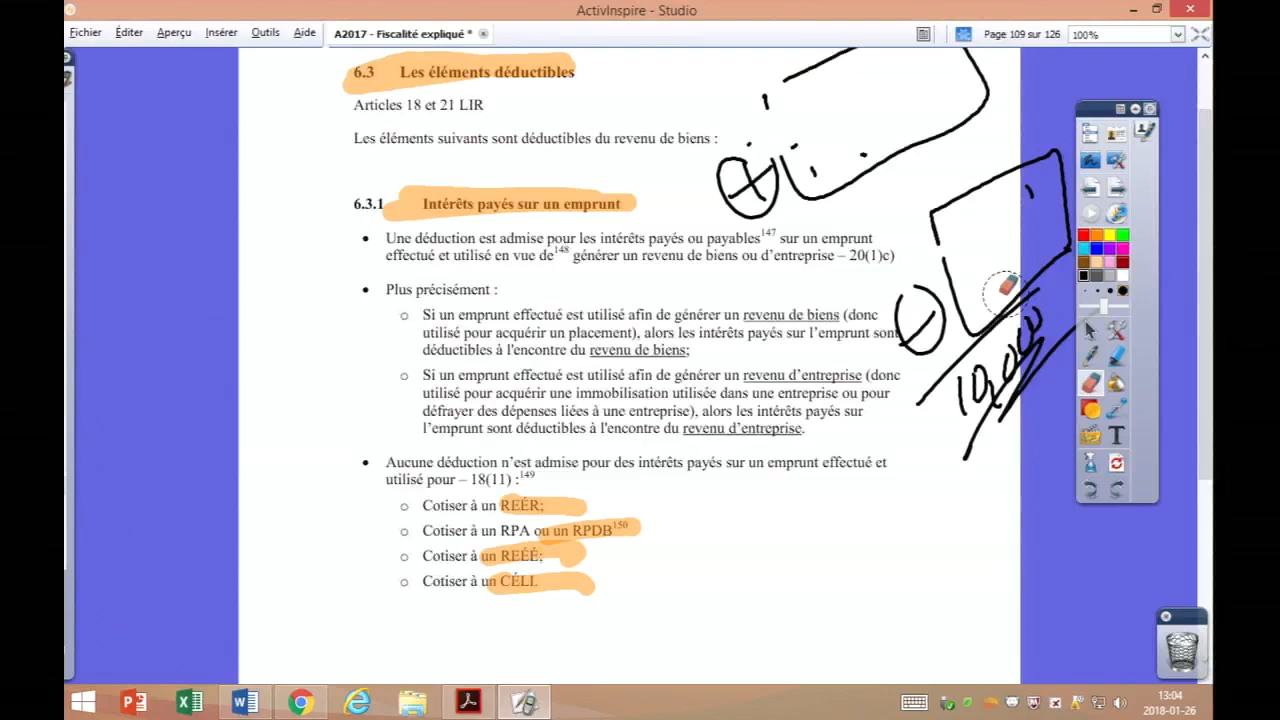 ActivInspire - Studio
Fichier Éditer Aperçu Insérer Outils Aide A2017 - Fiscalité expliqué * Page 109 sur 126 100%
6.3 Les éléments déductibles
Articles 18 et 21 LIR
Les éléments suivants sont déductibles du revenu de biens :
6.3.1 Intérêts payés sur un emprunt
• Une déduction est admise pour les intérêts payés ou payables147 sur un emprunt
effectué et utilisé en vue de148 générer un revenu de biens ou d'entreprise – 20(1)c)
• Plus précisément :
o Si un emprunt effectué est utilisé afin de générer un revenu de biens (donc
utilisé pour acquérir un placement), alors les intérêts payés sur l'emprunt sont
déductibles à l'encontre du revenu de biens;
o Si un emprunt effectué est utilisé afin de générer un revenu d'entreprise (donc
utilisé pour acquérir une immobilisation utilisée dans une entreprise ou pour
défrayer des dépenses liées à une entreprise), alors les intérêts payés sur
l'emprunt sont déductibles à l'encontre du revenu d'entreprise.
• Aucune déduction n'est admise pour des intérêts payés sur un emprunt effectué et
utilisé pour – 18(11) :149
o Cotiser à un REÉR;
o Cotiser à un RPA ou un RPDB150
o Cotiser à un REÉÉ;
o Cotiser à un CÉLI
13:04
2018-01-26